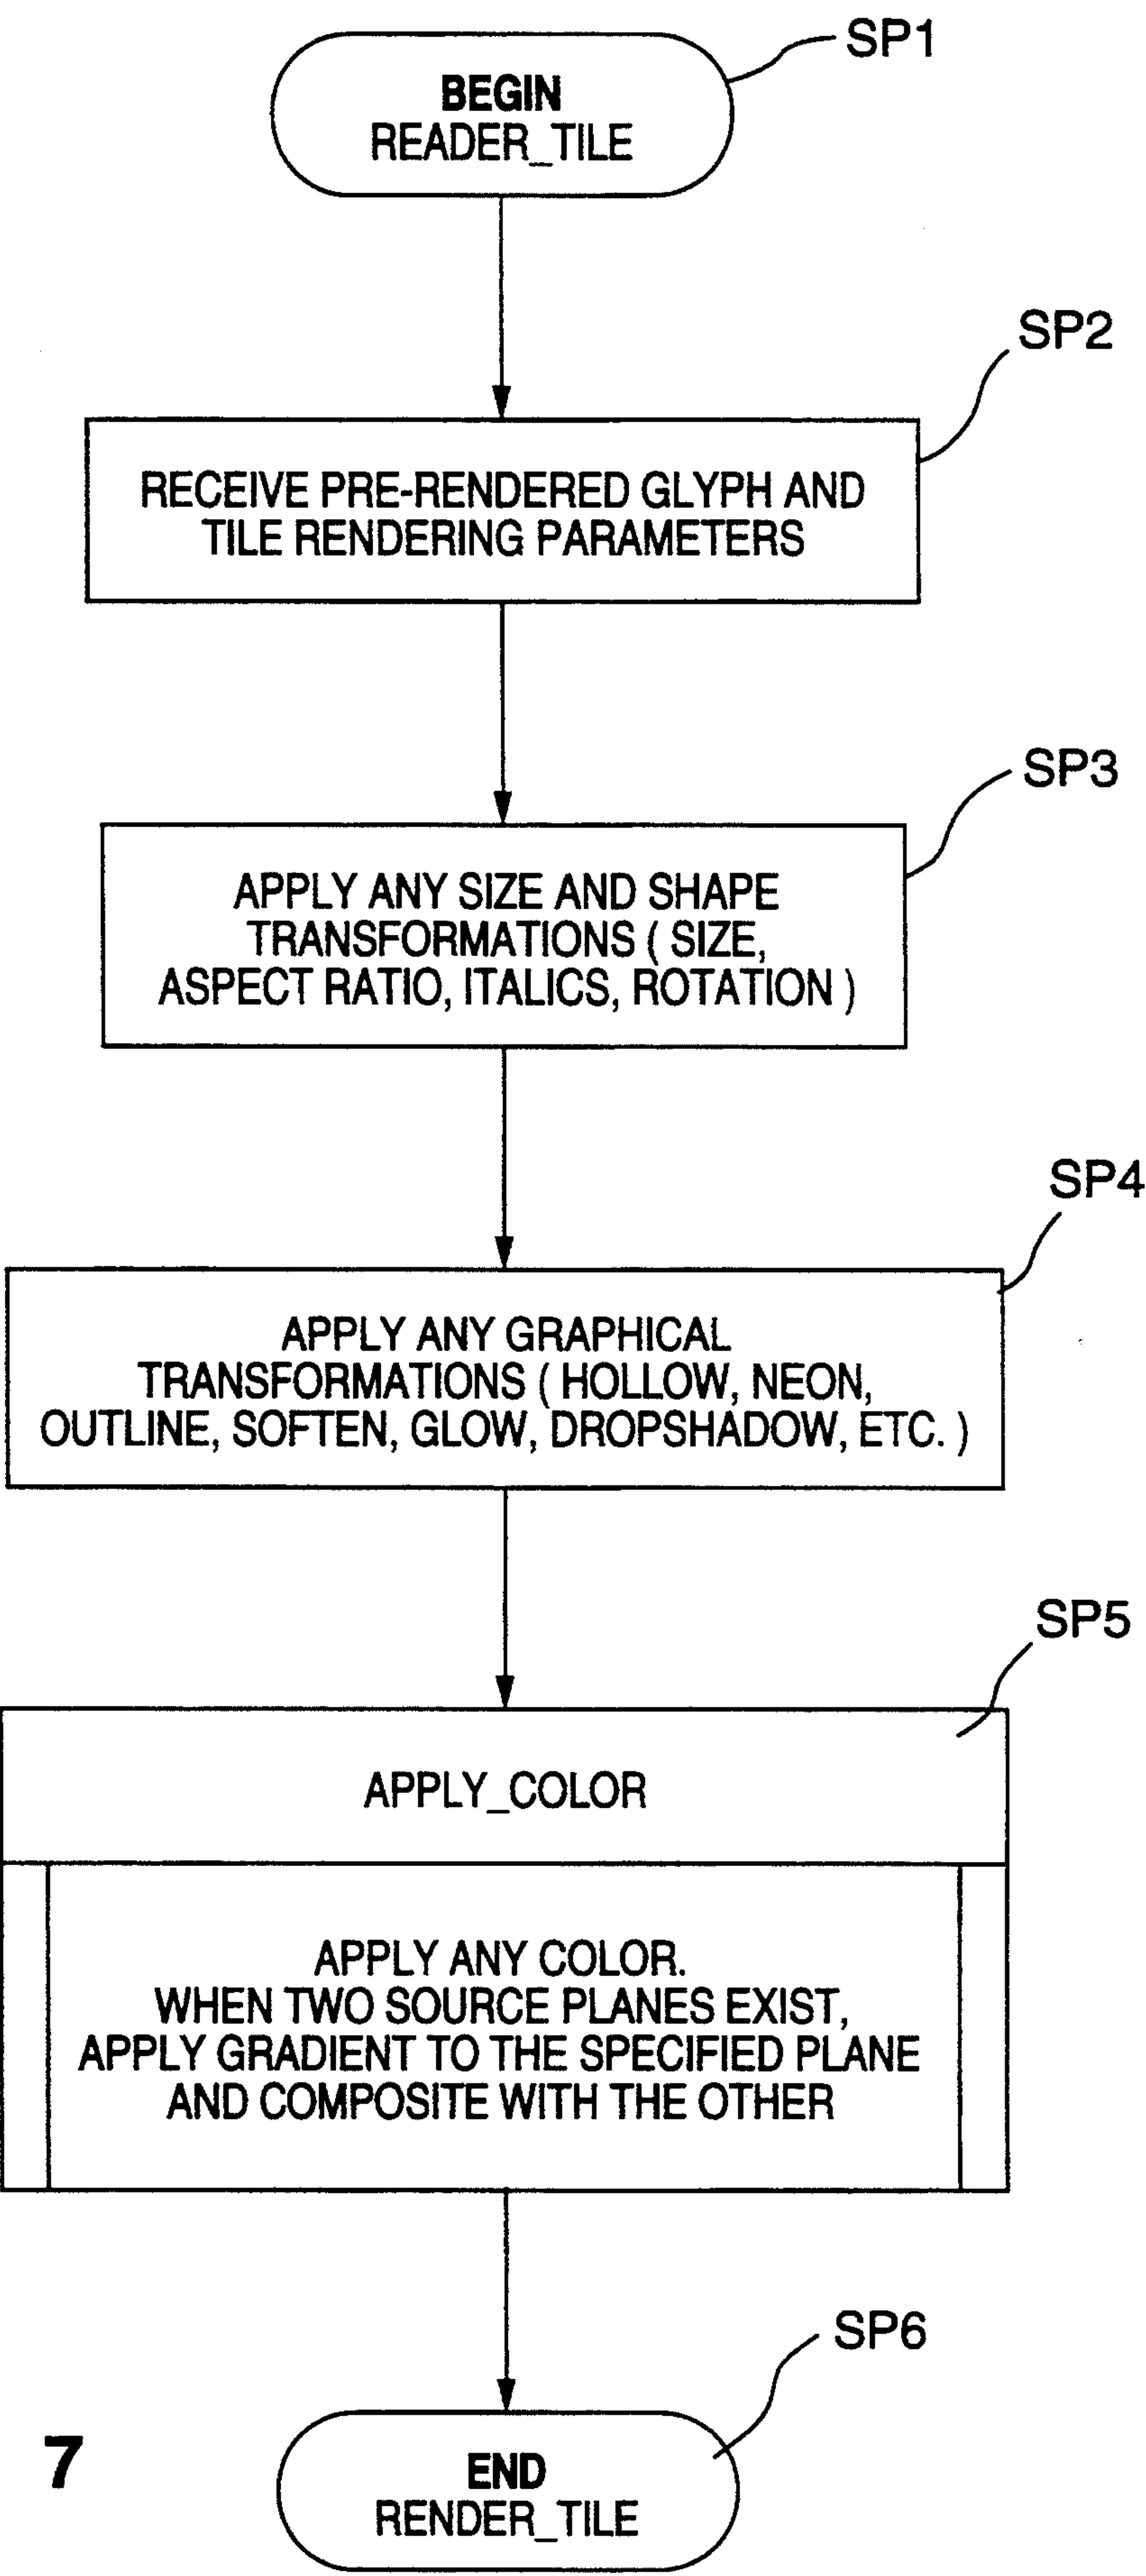 SP1
BEGIN
READER_TILE
SP2
RECEIVE PRE-RENDERED GLYPH AND
TILE RENDERING PARAMETERS
SP3
APPLY ANY SIZE AND SHAPE
TRANSFORMATIONS ( SIZE,
ASPECT RATIO, ITALICS, ROTATION )
SP4
APPLY ANY GRAPHICAL
TRANSFORMATIONS ( HOLLOW, NEON,
OUTLINE, SOFTEN, GLOW, DROPSHADOW, ETC. )
SP5
APPLY_COLOR
APPLY ANY COLOR.
WHEN TWO SOURCE PLANES EXIST,
APPLY GRADIENT TO THE SPECIFIED PLANE
AND COMPOSITE WITH THE OTHER
SP6
7
END
RENDER_TILE